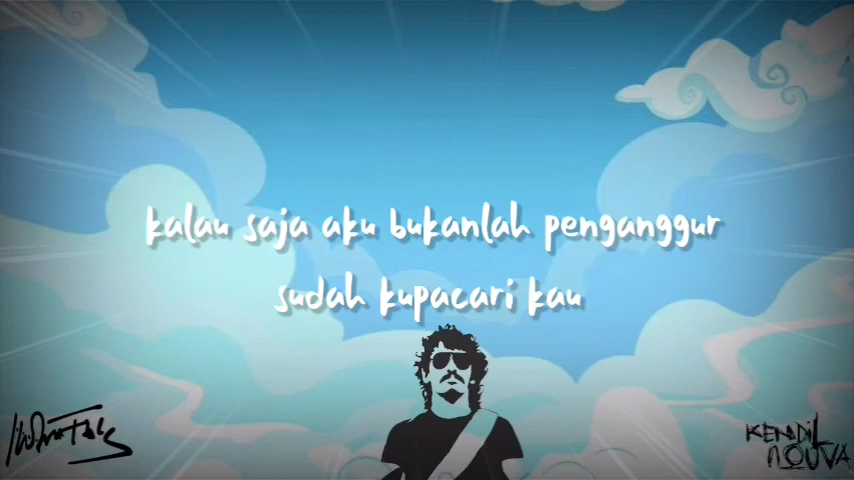 kalau saja aku bukanlah penganggur
sudah kupacari kau
KENDiL
NOUVA